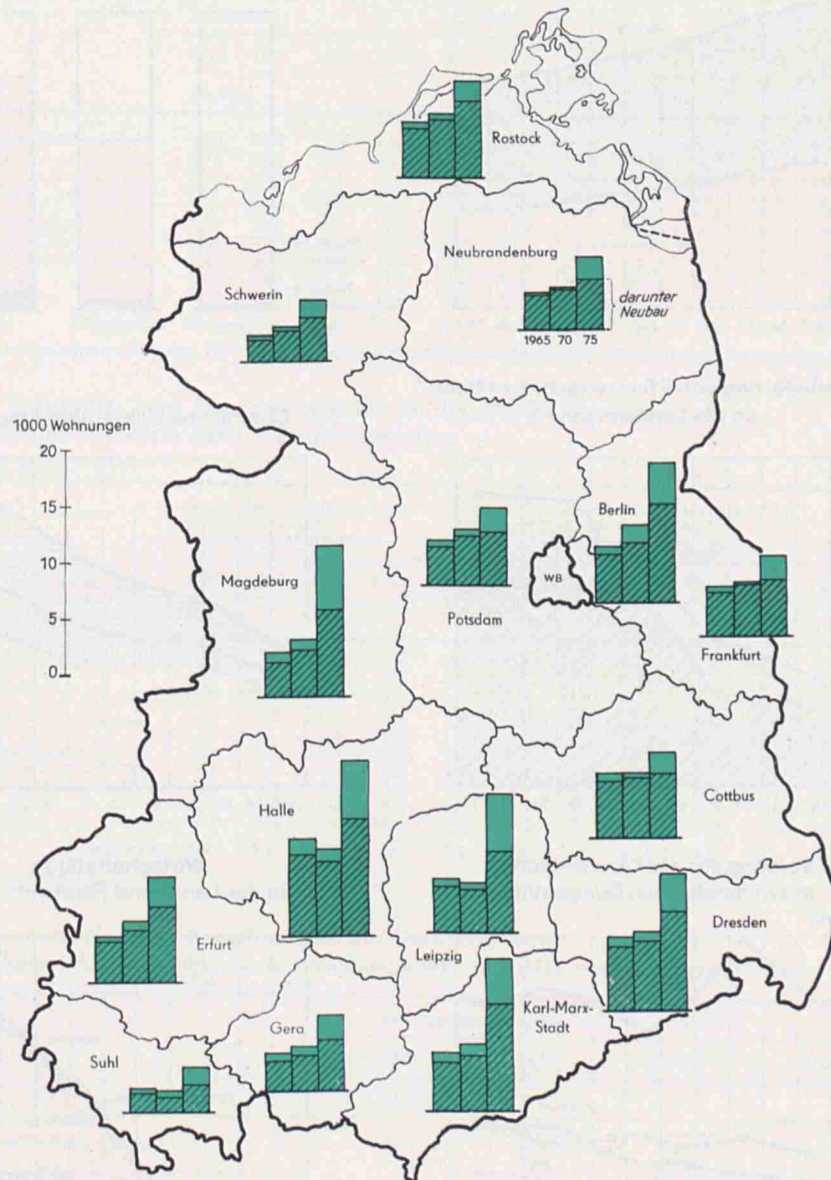 Rostock
Neubrandenburg
Schwerin
darunter
Neubau
1965 70 75
1000 Wohnungen
20
15
10
5
0
Berlin
Magdeburg
WB
Potsdam
Frankfurt
Halle
Cottbus
Erfurt
Leipzig
Dresden
Gera
Karl-Marx-
Stadt
Suhl